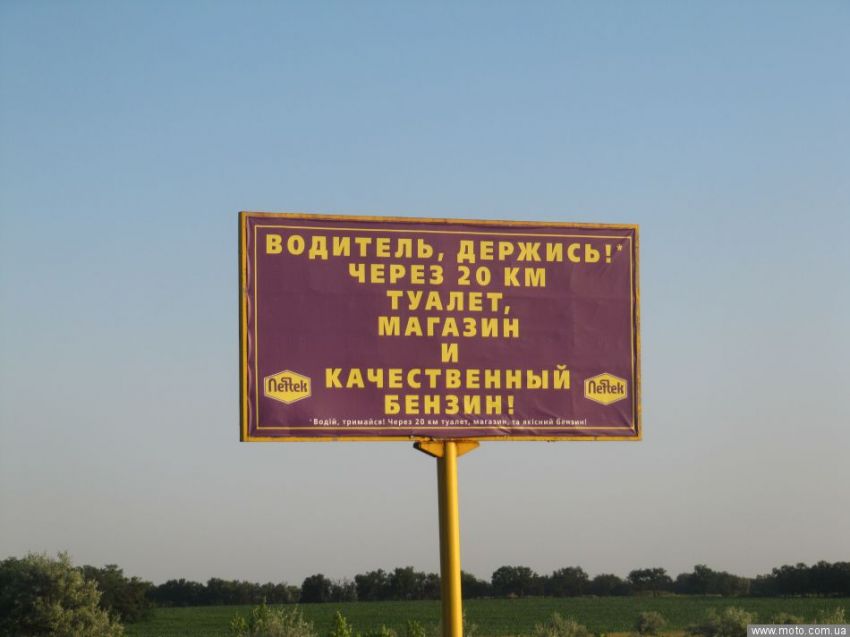 ВОДИТЕЛЬ, ДЕРЖИСЬ!*
ЧЕРЕЗ 20 КМ
ТУАЛЕТ,
МАГАЗИН
И
КАЧЕСТВЕННЫЙ
БЕНЗИН!
Neftek
Neftek
*Водій, тримайся! Через 20 км туалет, магазин, та якісний бензин!
www.moto.com.ua